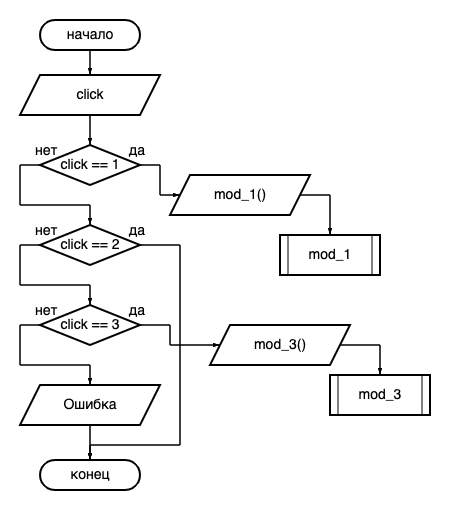 начало
click
нет
да
click == 1
mod_1()
нет
да
click == 2
mod_1
нет
да
click == 3
mod_3()
Ошибка
mod_3
конец